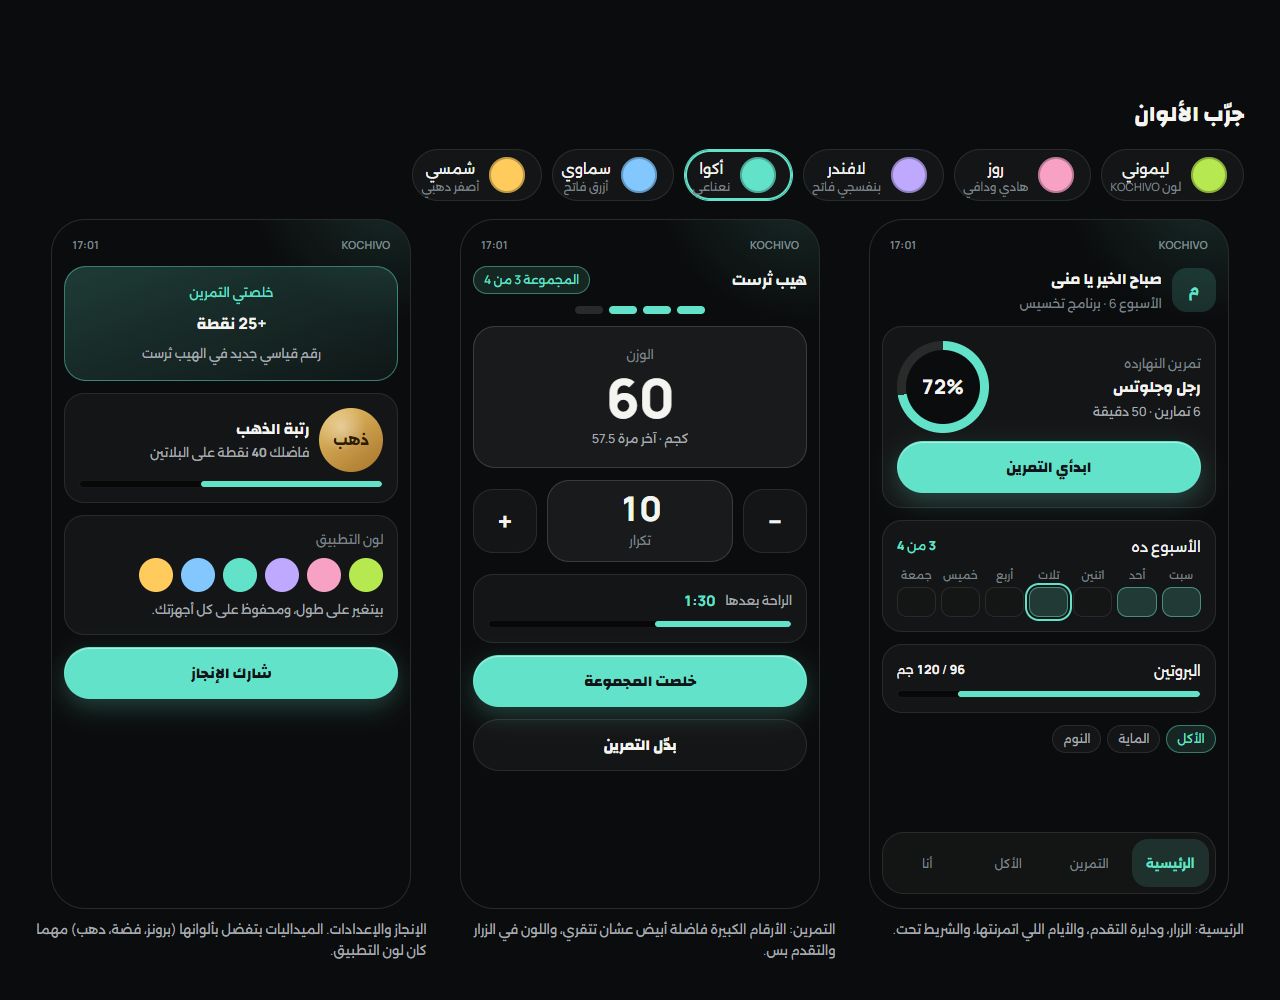 جرّب الألوان
ليموني
لون KOCHIVO
روز
هادي ودافي
لافندر
بنفسجي فاتح
أكوا
نعناعي
سماوي
أزرق فاتح
شمسي
أصفر دهبي
KOCHIVO
17:01
م
صباح الخير يا منى
الأسبوع 6 · برنامج تخسيس
تمرين النهارده
رجل وجلوتس
6 تمارين · 50 دقيقة
72%
ابدأي التمرين
الأسبوع ده
3 من 4
سبت
أحد
اتنين
تلات
أربع
خميس
جمعة
البروتين
96 / 120 جم
الأكل
الماية
النوم
الرئيسية
التمرين
الأكل
أنا
الرئيسية: الزرار، ودايرة التقدم، والأيام اللي اتمرنتها، والشريط تحت.
KOCHIVO
17:01
هيب ثرست
المجموعة 3 من 4
الوزن
60
كجم · آخر مرة 57.5
−
10
تكرار
+
الراحة بعدها
1:30
خلصت المجموعة
بدّل التمرين
التمرين: الأرقام الكبيرة فاضلة أبيض عشان تتقري، واللون في الزرار
والتقدم بس.
KOCHIVO
17:01
خلصتي التمرين
+25 نقطة
رقم قياسي جديد في الهيب ثرست
ذهب
رتبة الذهب
فاضلك 40 نقطة على البلاتين
لون التطبيق
بيتغير على طول، ومحفوظ على كل أجهزتك.
شارك الإنجاز
الإنجاز والإعدادات. الميداليات بتفضل بألوانها (برونز، فضة، دهب) مهما
كان لون التطبيق.